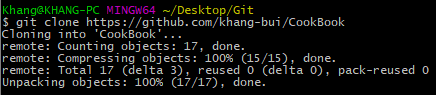 Khang@KHANG-PC MINGW64 ~/Desktop/Git
$ git clone https://github.com/khang-bui/CookBook
Cloning into 'CookBook'...
remote: Counting objects: 17, done.
remote: Compressing objects: 100% (15/15), done.
remote: Total 17 (delta 3), reused 0 (delta 0), pack-reused 0
Unpacking objects: 100% (17/17), done.